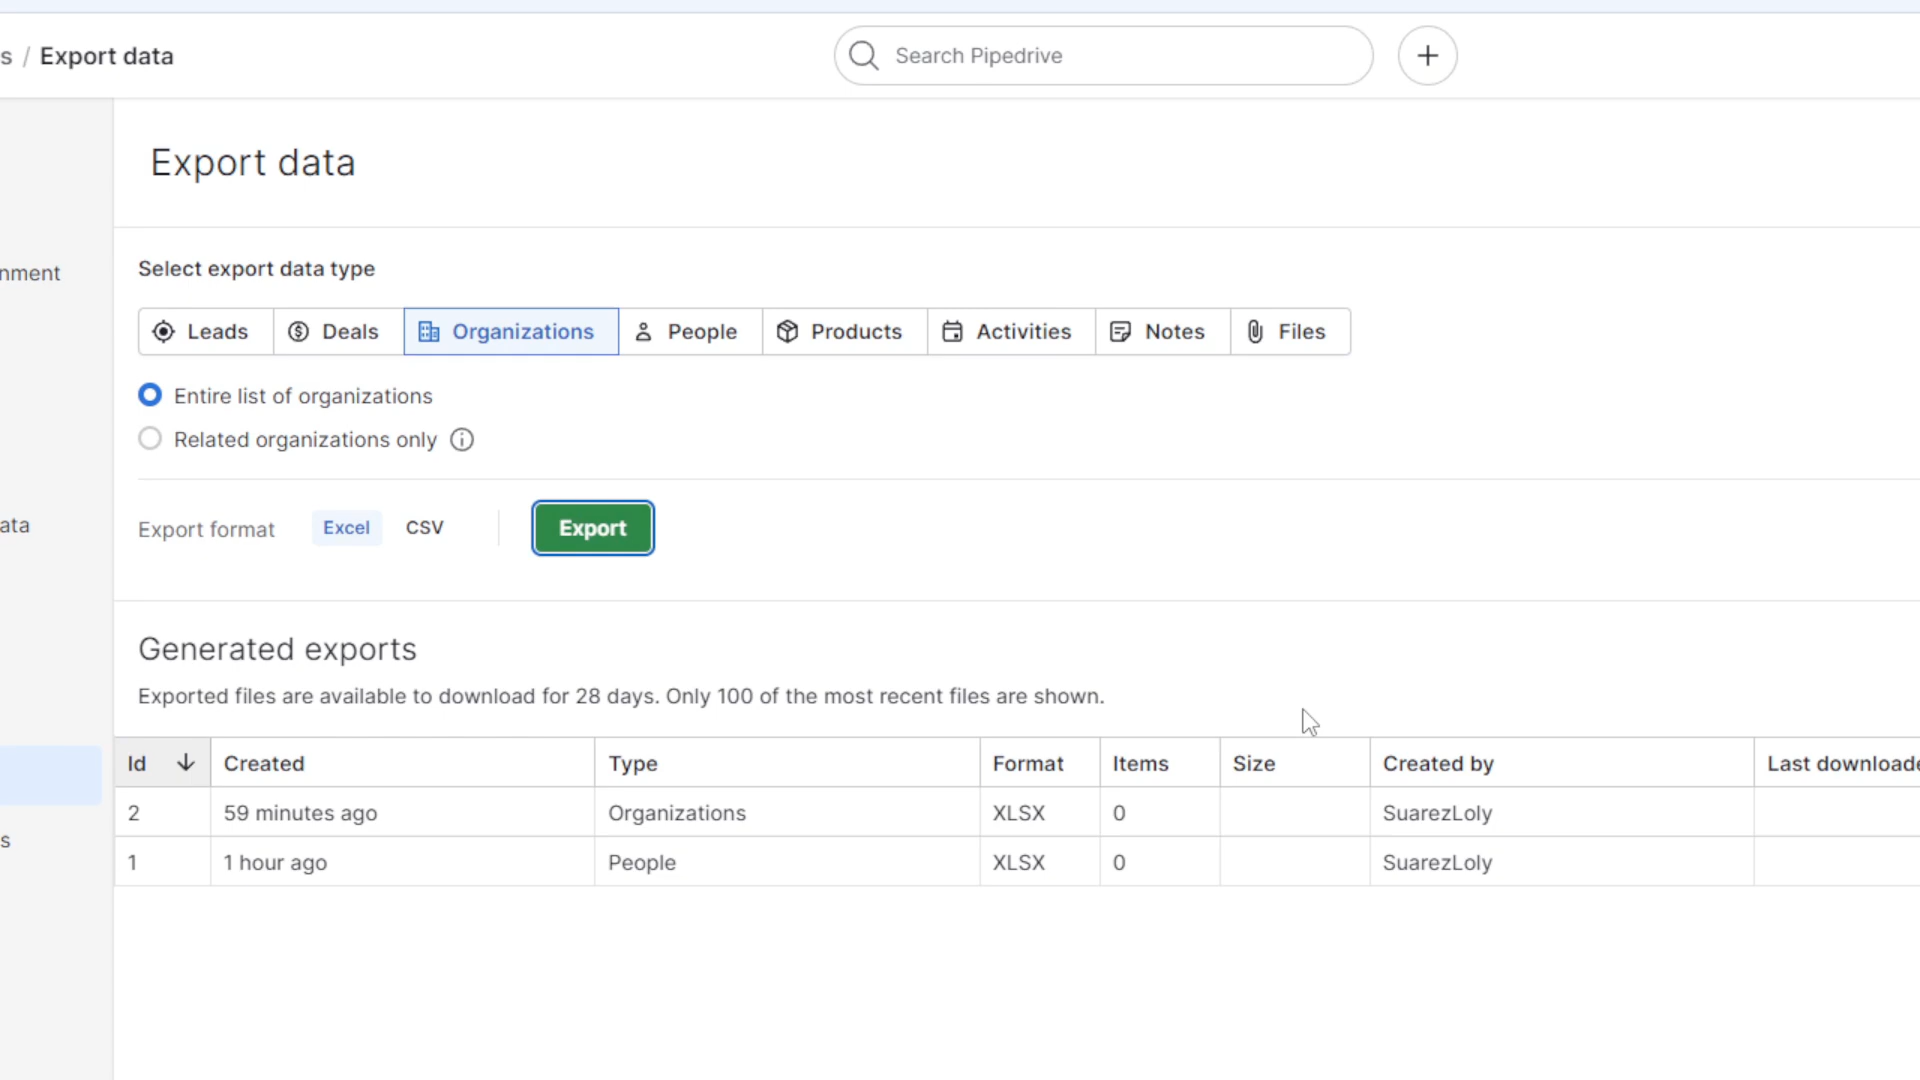 s / Export data
Search Pipedrive
Export data
nment
Select export data type
Leads Deals Organizations People Products Activities Notes Files
Entire list of organizations
Related organizations only
ata
Export format Excel CSV Export
Generated exports
Exported files are available to download for 28 days. Only 100 of the most recent files are shown.
Id Created Type Format Items Size Created by Last downloade
2 59 minutes ago Organizations XLSX 0 SuarezLoly
s
1 1 hour ago People XLSX 0 SuarezLoly